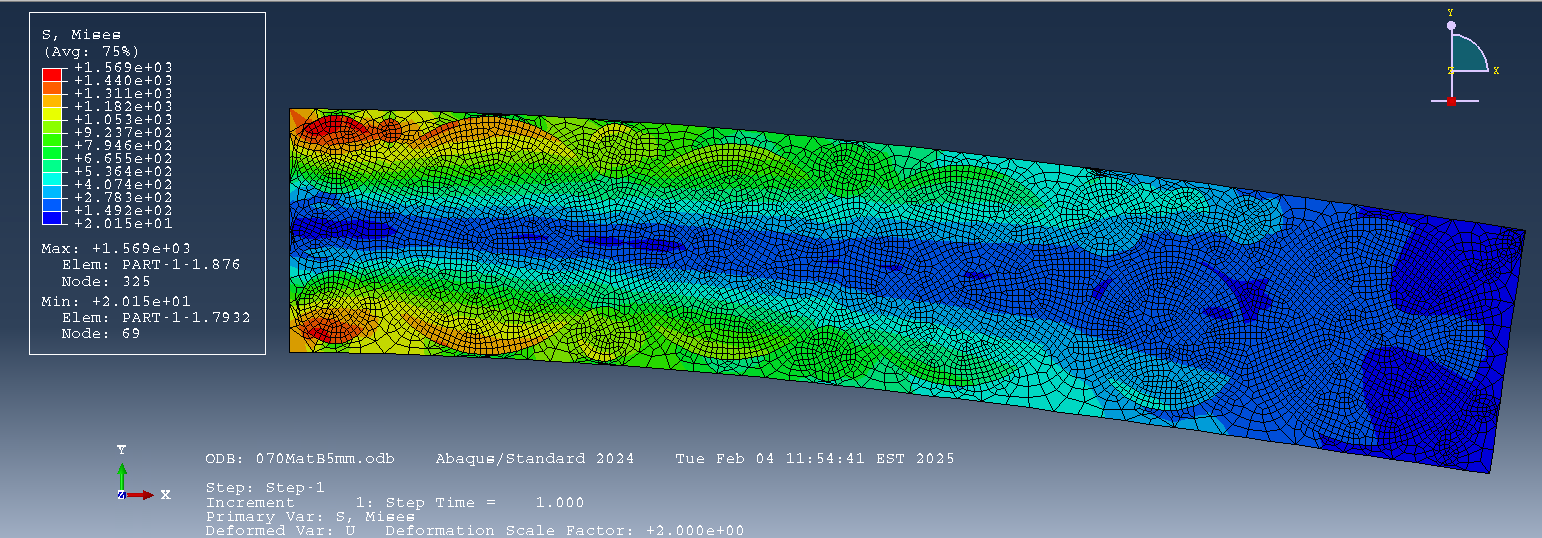 S, Mises
(Avg: 75%)
+1.569e+03
+1.440e+03
+1.311e+03
+1.182e+03
+1.053e+03
+9.237e+02
+7.946e+02
+6.655e+02
+5.364e+02
+4.074e+02
+2.783e+02
+1.492e+02
+2.015e+01
Max: +1.569e+03
Elem: PART-1-1.876
Node: 325
Min: +2.015e+01
Elem: PART-1-1.7932
Node: 69
Y
Z X
Y
Z X
ODB: 070MatB5mm.odb Abaqus/Standard 2024 Tue Feb 04 11:54:41 EST 2025
Step: Step-1
Increment 1: Step Time = 1.000
Primary Var: S, Mises
Deformed Var: U Deformation Scale Factor: +2.000e+00